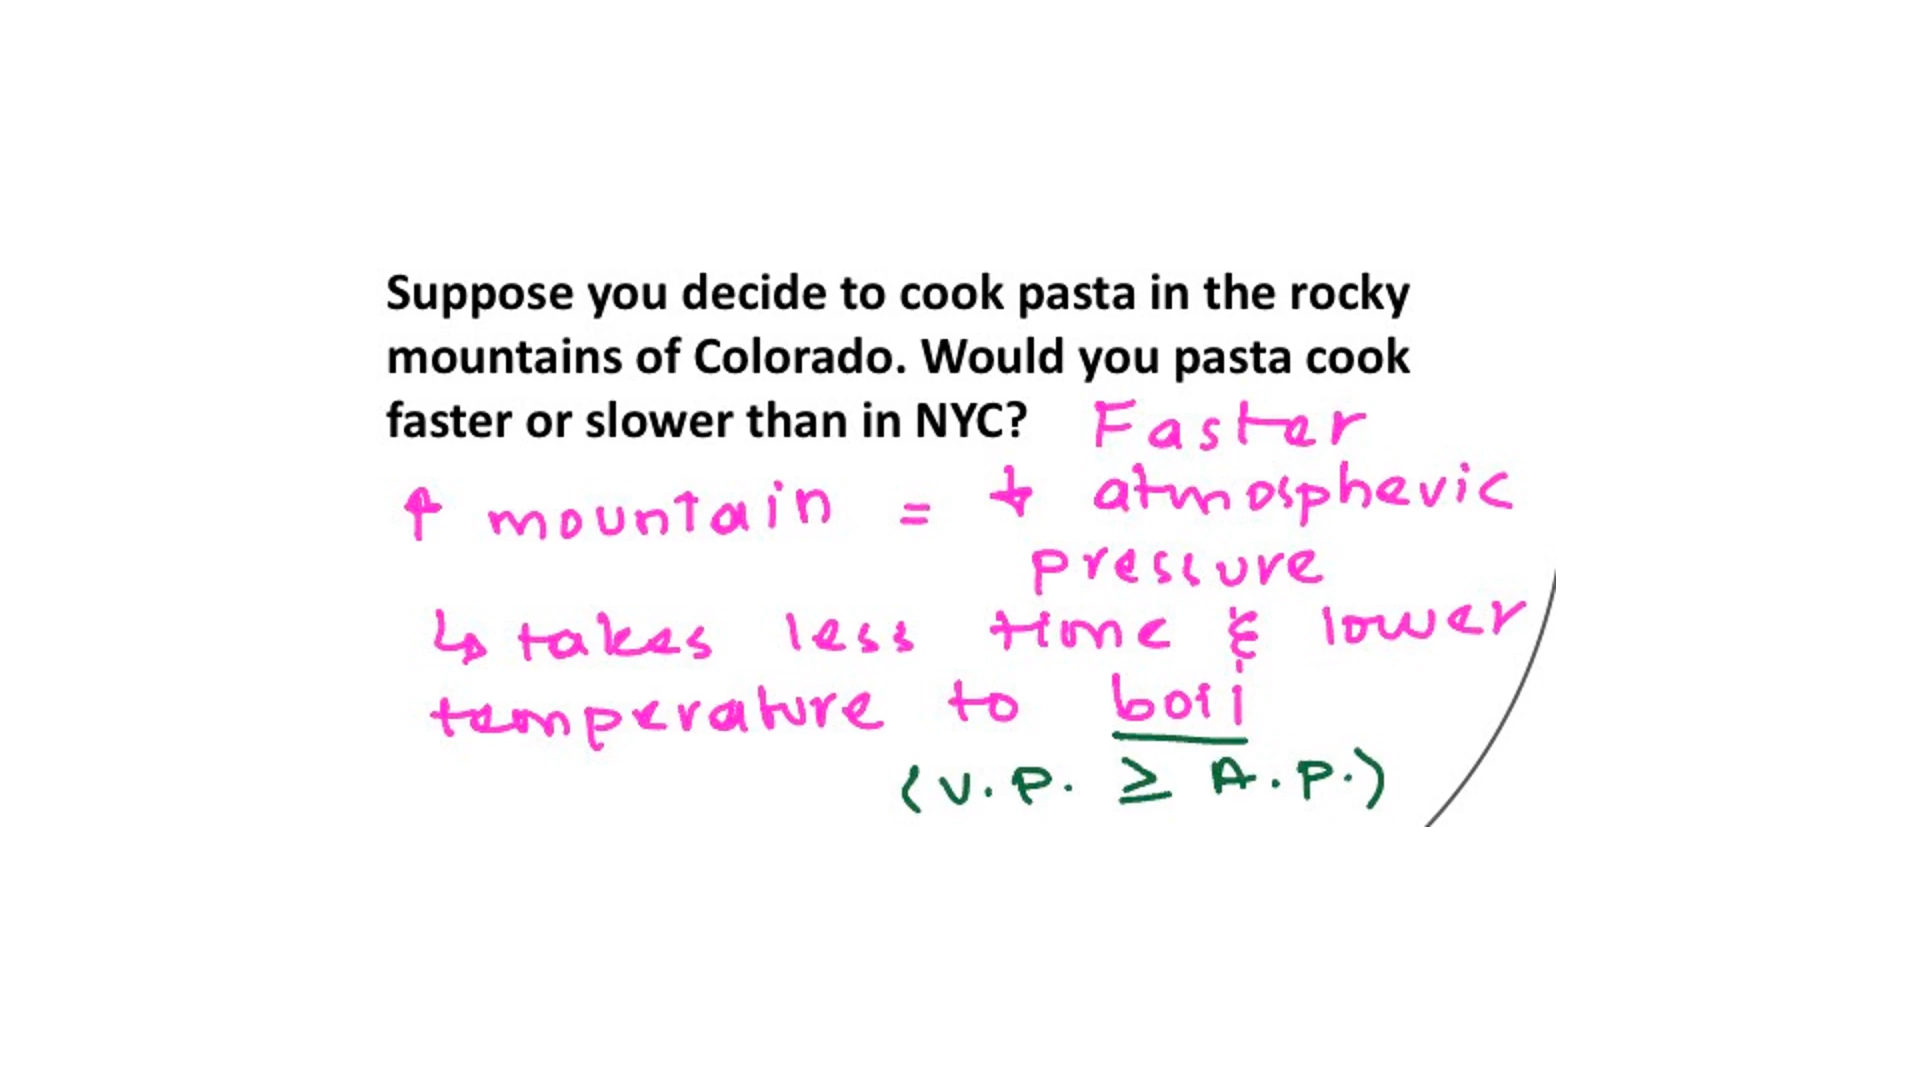 Suppose you decide to cook pasta in the rocky
mountains of Colorado. Would you pasta cook
faster or slower than in NYC? Faster
↑ mountain = ↓ atmospheric
pressure
↳ takes less time & lower
temperature to boil
(V.P. ≥ A.P.)